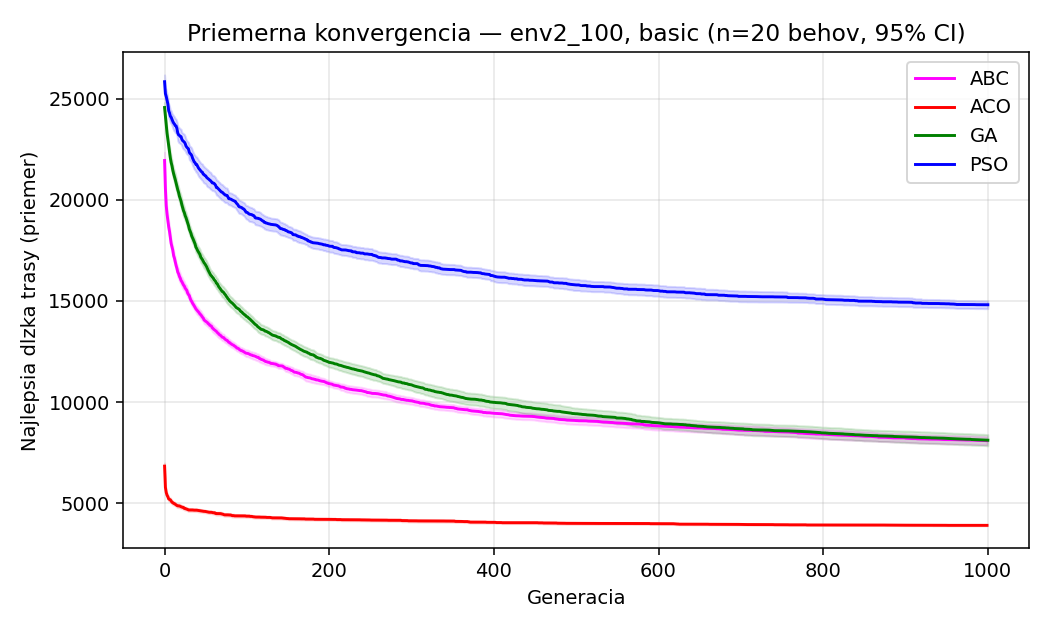 Priemerna konvergencia — env2_100, basic (n=20 behov, 95% CI)
Najlepsia dlzka trasy (priemer)
25000
20000
15000
10000
5000
ABC
ACO
GA
PSO
0 200 400 600 800 1000
Generacia